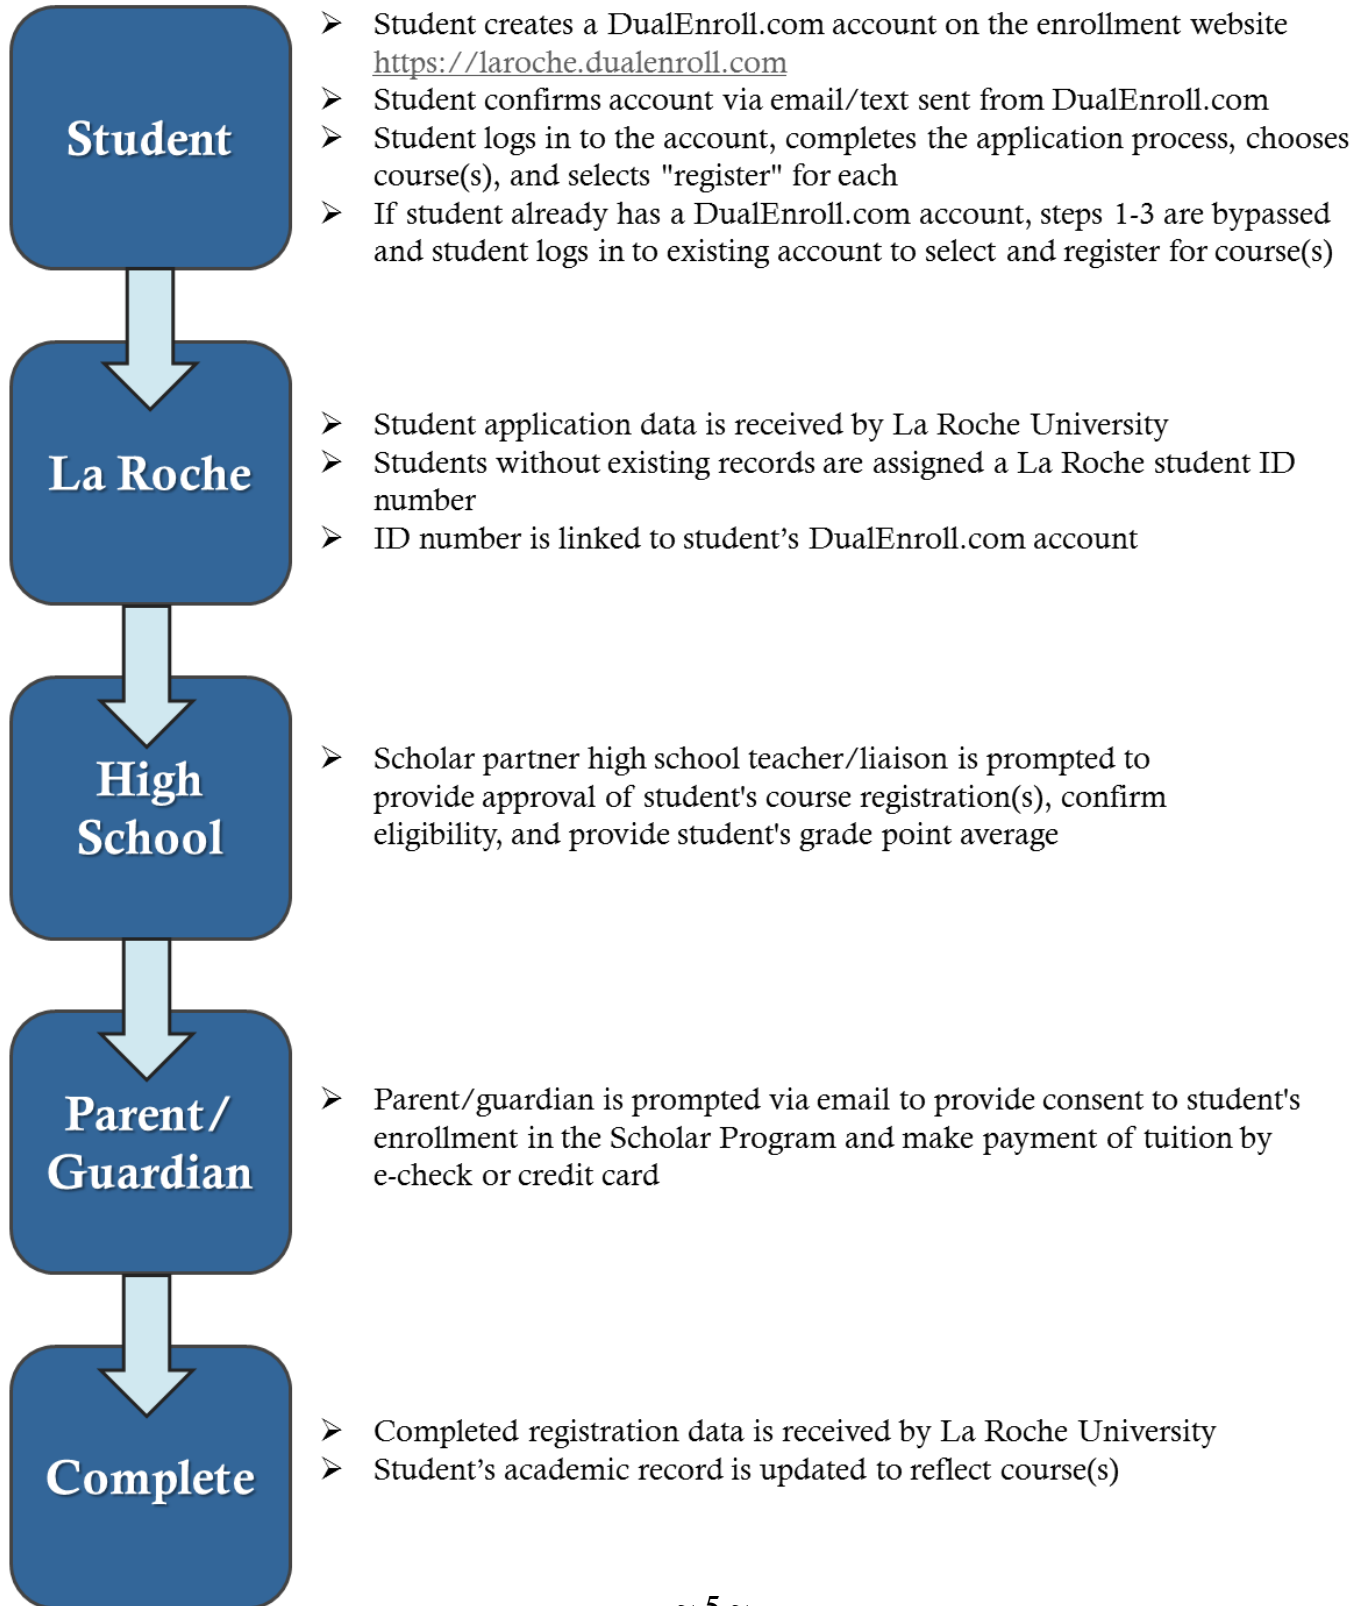 Student
➢ Student creates a DualEnroll.com account on the enrollment website
https://laroche.dualenroll.com
➢ Student confirms account via email/text sent from DualEnroll.com
➢ Student logs in to the account, completes the application process, chooses
course(s), and selects "register" for each
➢ If student already has a DualEnroll.com account, steps 1-3 are bypassed
and student logs in to existing account to select and register for course(s)
La Roche
➢ Student application data is received by La Roche University
➢ Students without existing records are assigned a La Roche student ID
number
➢ ID number is linked to student’s DualEnroll.com account
High
School
➢ Scholar partner high school teacher/liaison is prompted to
provide approval of student's course registration(s), confirm
eligibility, and provide student's grade point average
Parent/
Guardian
➢ Parent/guardian is prompted via email to provide consent to student's
enrollment in the Scholar Program and make payment of tuition by
e-check or credit card
Complete
➢ Completed registration data is received by La Roche University
➢ Student’s academic record is updated to reflect course(s)
~ 5 ~